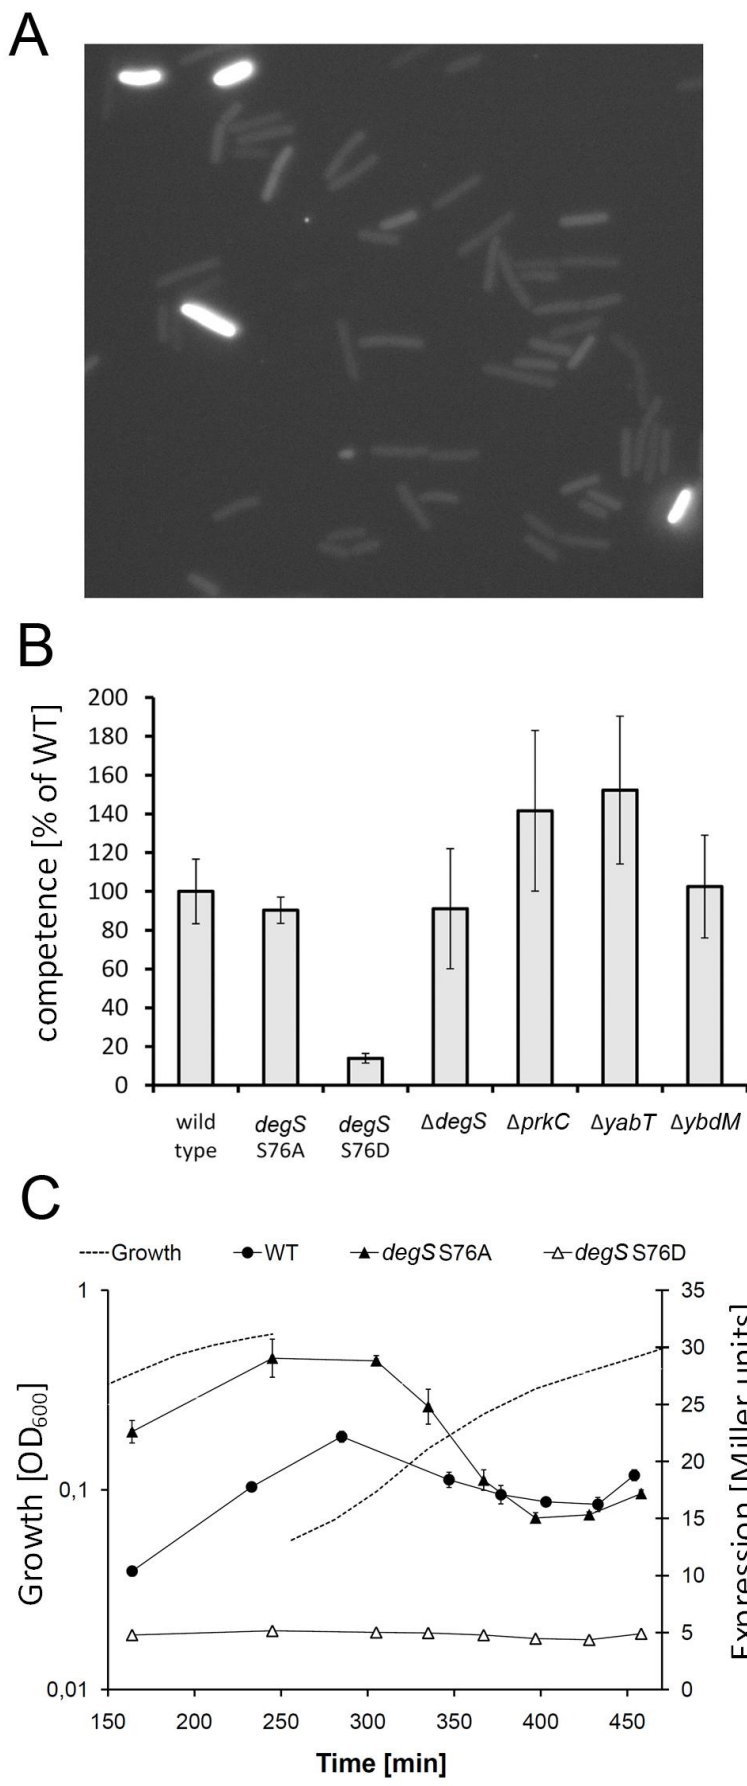 A
B
competence [% of WT]
200
180
160
140
120
100
80
60
40
20
0
wild type
degS S76A
degS S76D
ΔdegS
ΔprkC
ΔyabT
ΔybdM
C
Growth
WT
degS S76A
degS S76D
Growth [OD600]
1
0,1
0,01
35
30
25
20
15
10
5
0
Expression [Miller units]
150 200 250 300 350 400 450
Time [min]